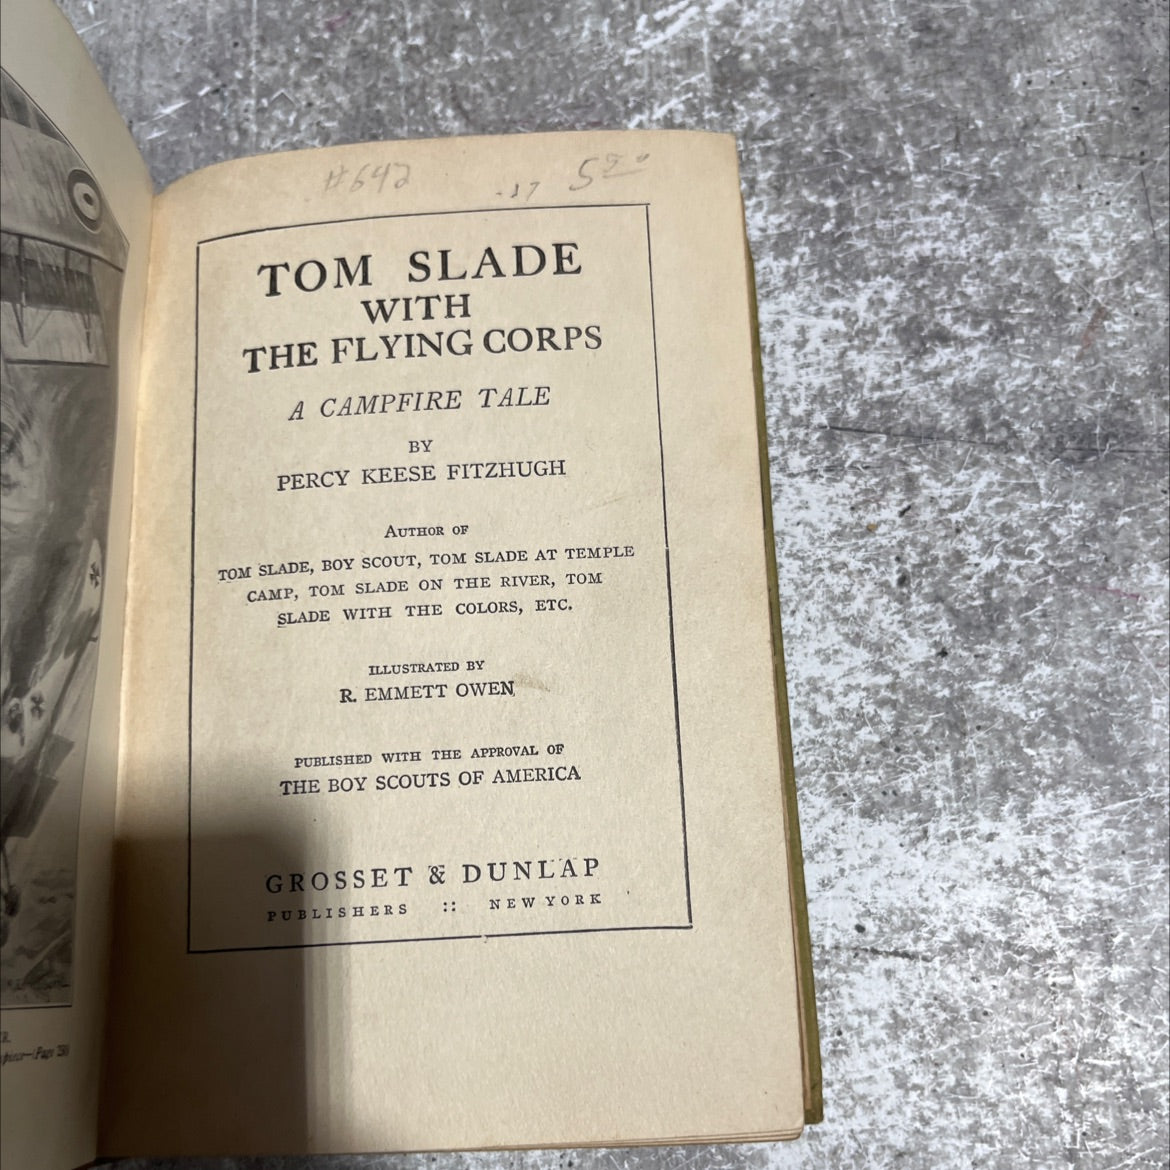 #642
.17 5
TOM SLADE
WITH
THE FLYING CORPS
A CAMPFIRE TALE
BY
PERCY KEESE FITZHUGH
AUTHOR OF
TOM SLADE, BOY SCOUT, TOM SLADE AT TEMPLE
CAMP, TOM SLADE ON THE RIVER, TOM
SLADE WITH THE COLORS, ETC.
ILLUSTRATED BY
R. EMMETT OWEN
PUBLISHED WITH THE APPROVAL OF
THE BOY SCOUTS OF AMERICA
GROSSET & DUNLAP
PUBLISHERS :: NEW YORK
(Page